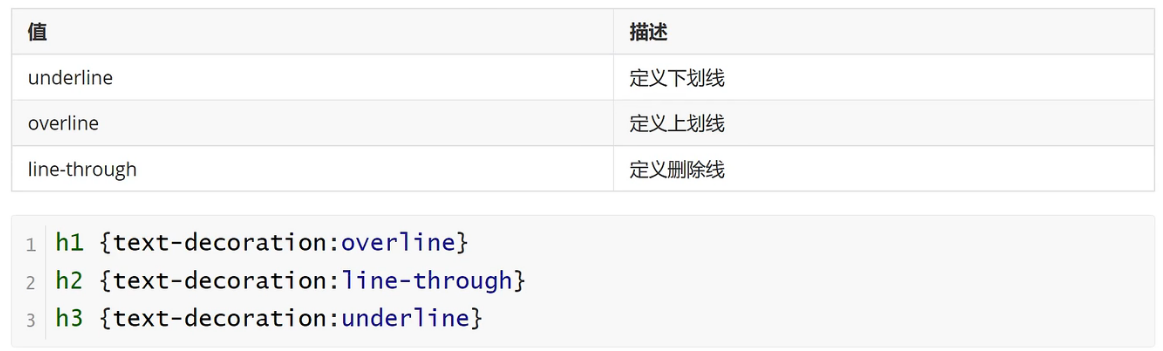 值 描述
underline 定义下划线
overline 定义上划线
line-through 定义删除线
1 h1 {text-decoration:overline}
2 h2 {text-decoration:line-through}
3 h3 {text-decoration:underline}